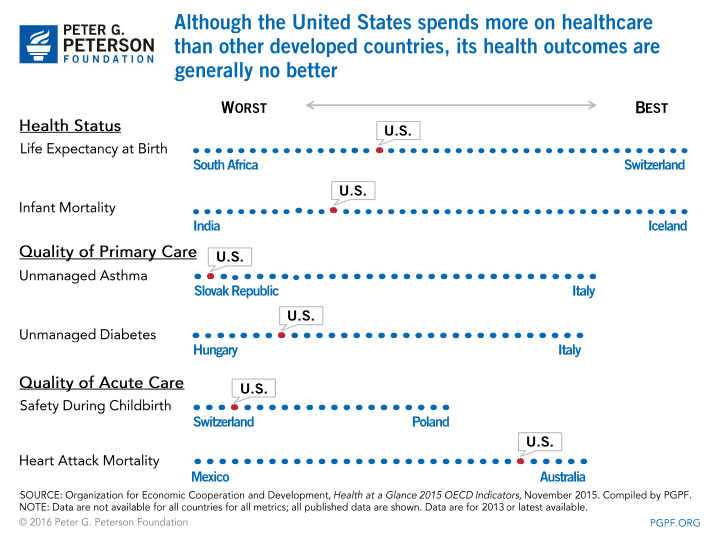 PETER G.
PETERSON
FOUNDATION
Although the United States spends more on healthcare
than other developed countries, its health outcomes are
generally no better
WORST
BEST
Health Status
U.S.
Life Expectancy at Birth
South Africa
Switzerland
U.S.
Infant Mortality
India
Iceland
Quality of Primary Care
U.S.
Unmanaged Asthma
Slovak Republic
Italy
U.S.
Unmanaged Diabetes
Hungary
Italy
Quality of Acute Care
U.S.
Safety During Childbirth
Switzerland
Poland
U.S.
Heart Attack Mortality
Mexico
Australia
SOURCE: Organization for Economic Cooperation and Development, Health at a Glance 2015 OECD Indicators, November 2015. Compiled by PGPF.
NOTE: Data are not available for all countries for all metrics; all published data are shown. Data are for 2013 or latest available.
© 2016 Peter G. Peterson Foundation
PGPF.ORG